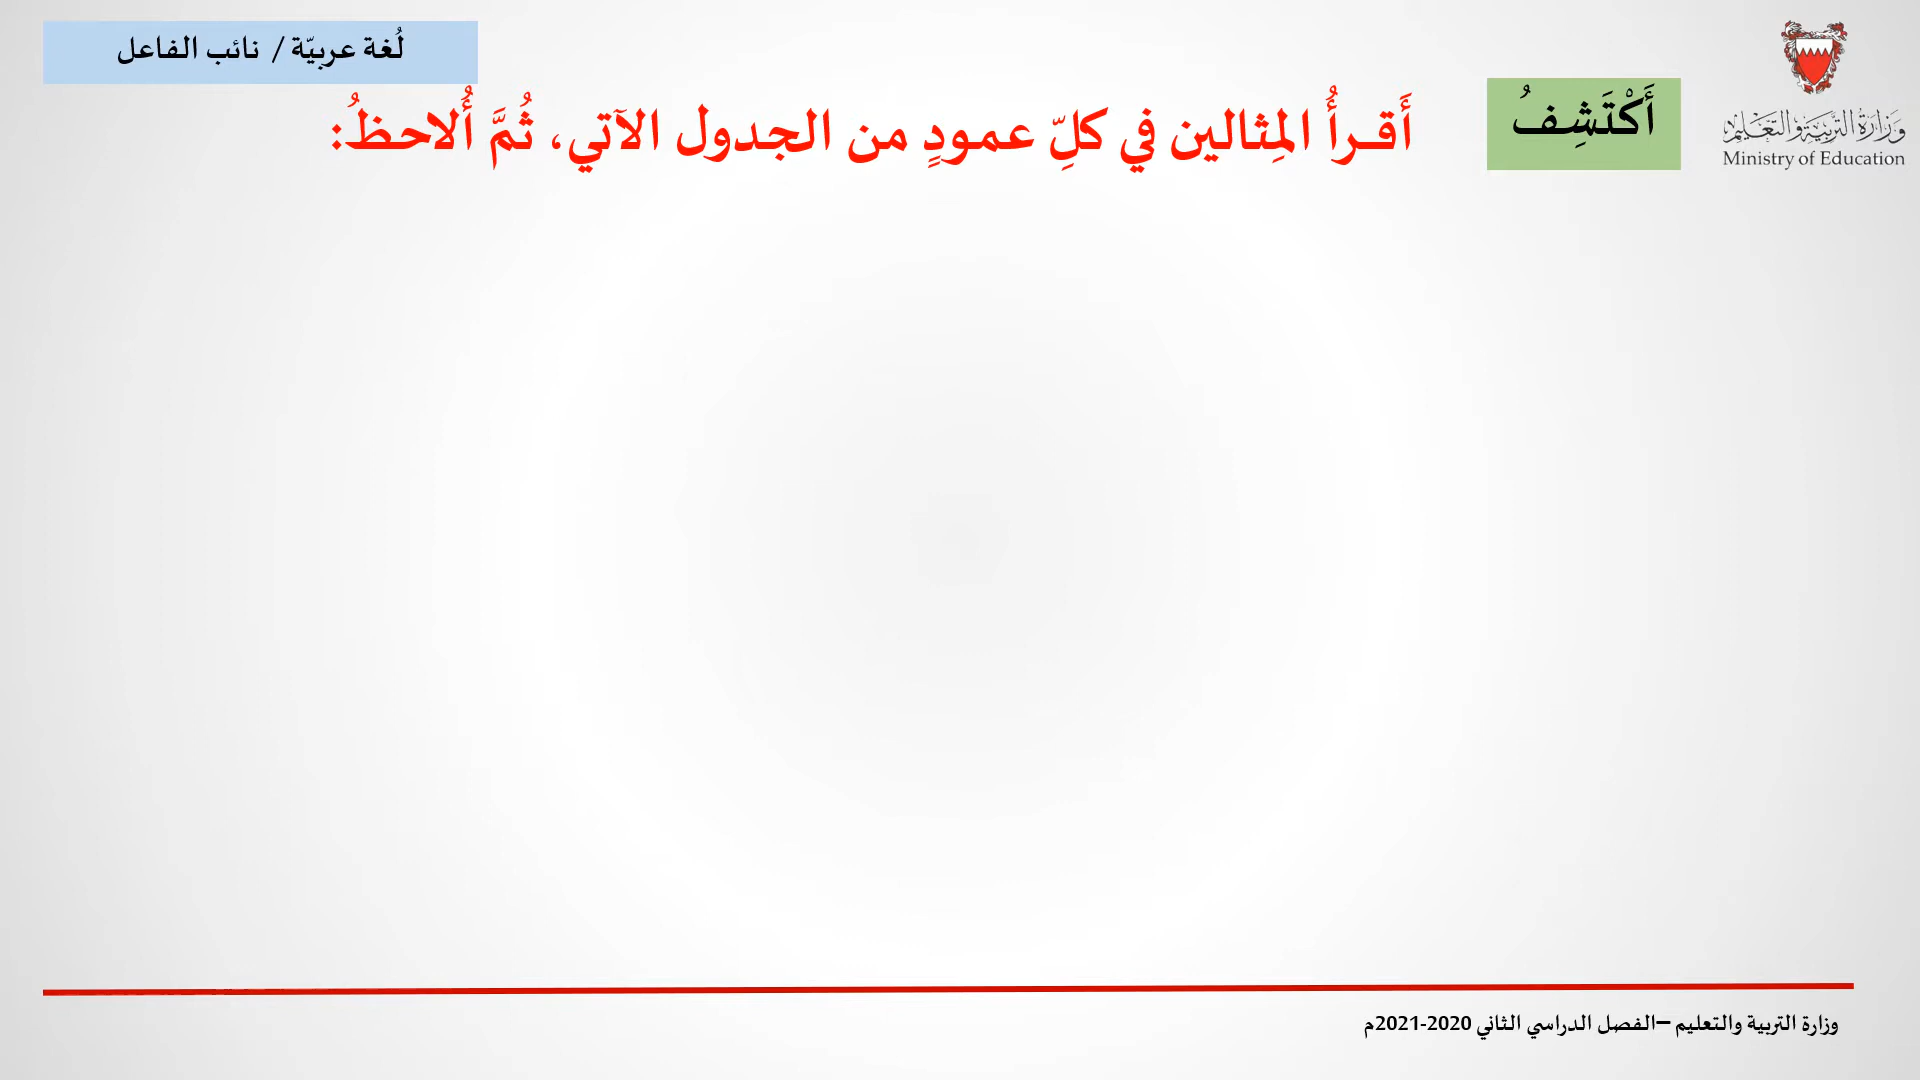 لُغة عربيّة / نائب الفاعل
وزارة التربية والتعليم
Ministry of Education
أَكْتَشِفُ
أَقـرأُ المِثالين في كلِّ عمودٍ من الجدول الآتي، ثُمَّ أُلاحظُ:
وزارة التربية والتعليم –الفصل الدراسي الثاني 2020-2021م